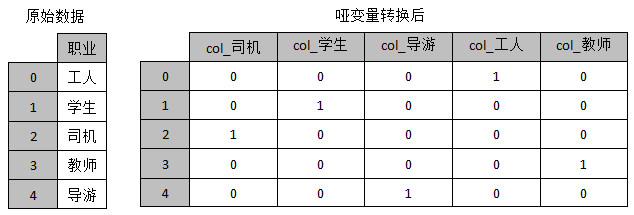 原始数据
职业
0 工人
1 学生
2 司机
3 教师
4 导游
哑变量转换后
col_司机 col_学生 col_导游 col_工人 col_教师
0 0 0 0 1 0
1 0 1 0 0 0
2 1 0 0 0 0
3 0 0 0 0 1
4 0 0 1 0 0